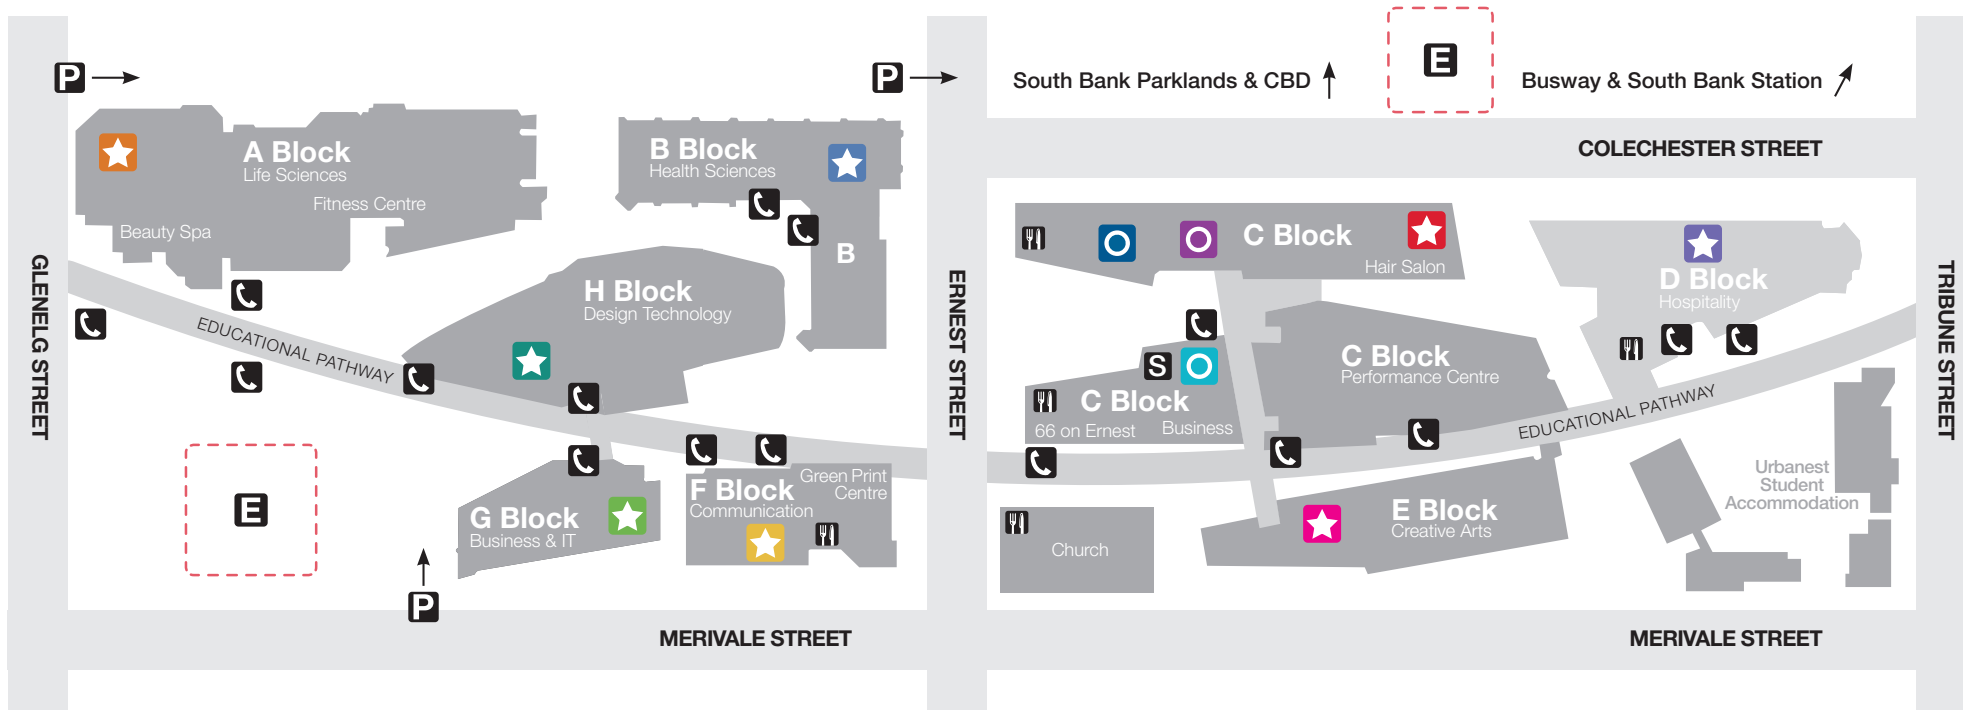 P
P
South Bank Parklands & CBD
E
Busway & South Bank Station
COLECHESTER STREET
A Block
Life Sciences
Fitness Centre
Beauty Spa
B Block
Health Sciences
B
H Block
Design Technology
GLENELG STREET
EDUCATIONAL PATHWAY
E
G Block
Business & IT
F Block
Communication
Green Print
Centre
P
MERIVALE STREET
ERNEST STREET
C Block
Hair Salon
D Block
Hospitality
S
C Block
66 on Ernest
Business
C Block
Performance Centre
EDUCATIONAL PATHWAY
Church
E Block
Creative Arts
Urbanest
Student
Accommodation
TRIBUNE STREET
MERIVALE STREET